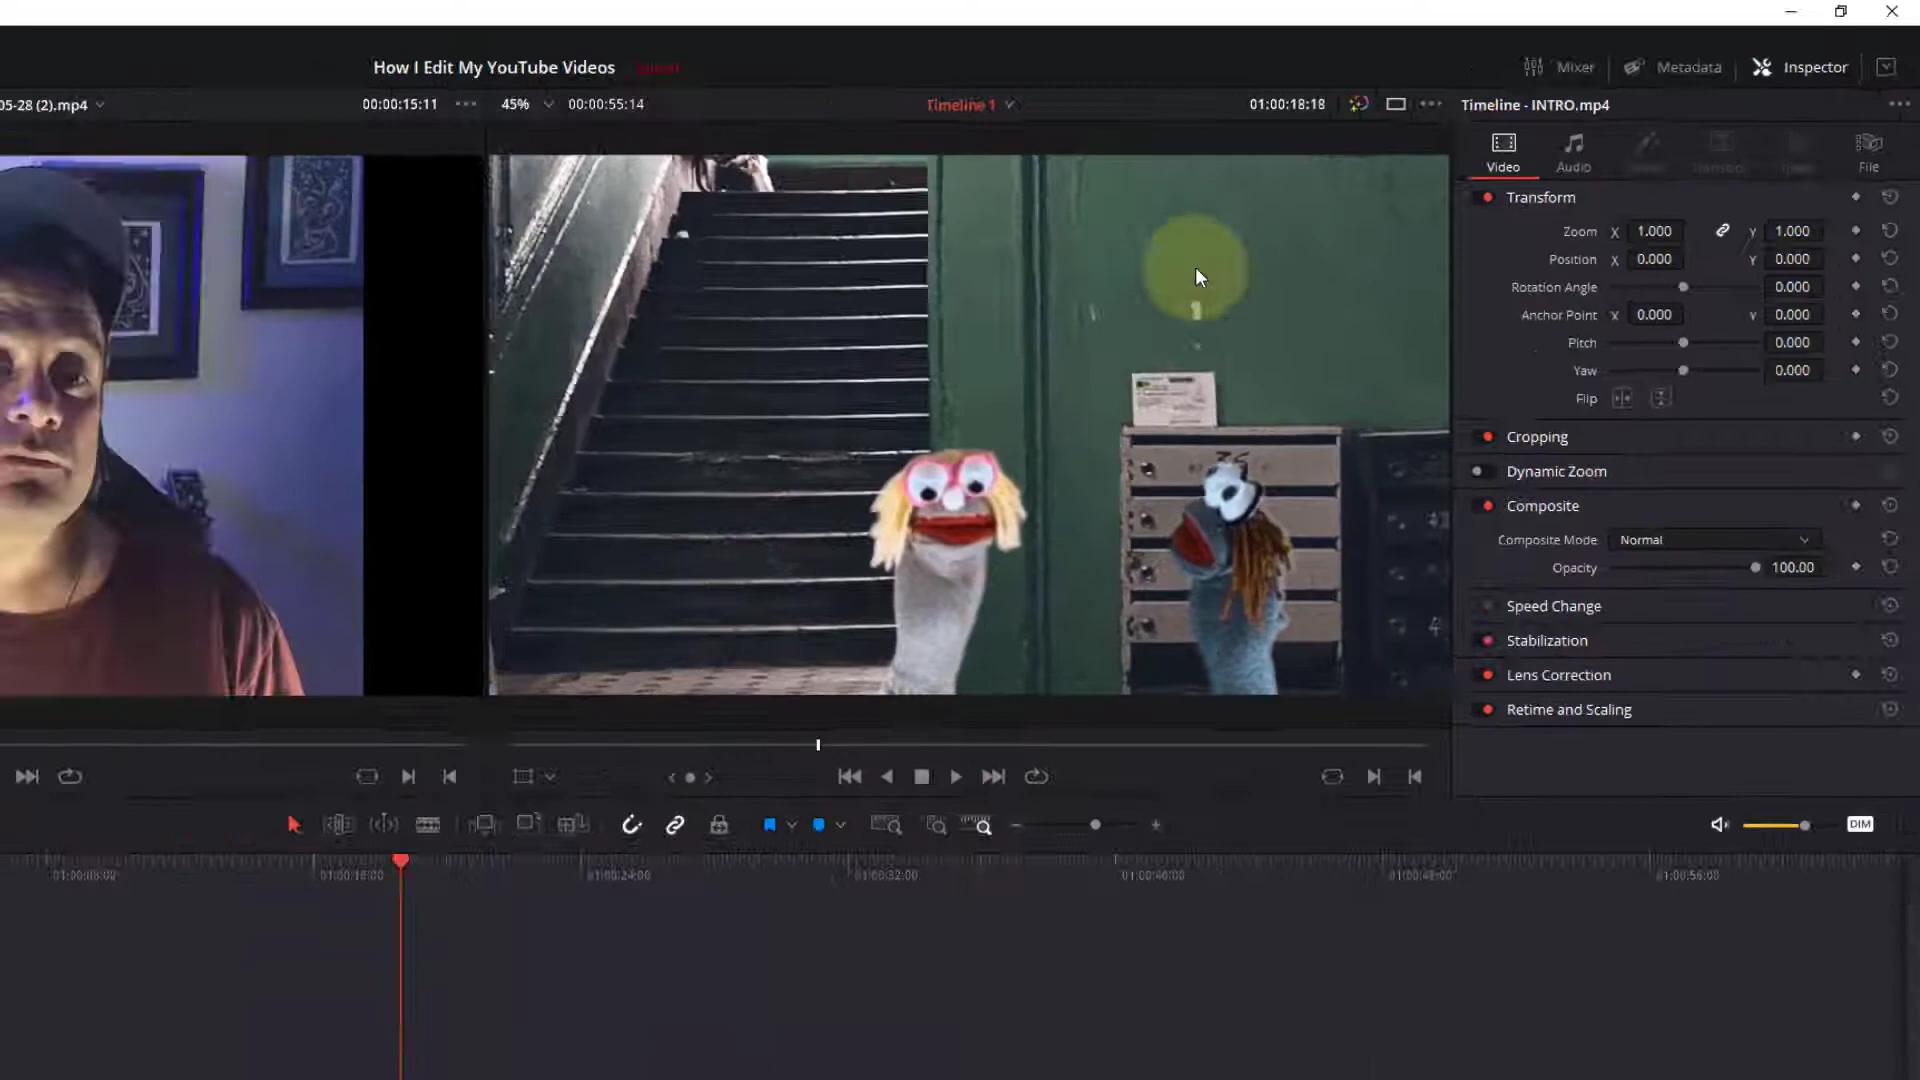 How I Edit My YouTube Videos Edited
Mixer
Metadata
Inspector
05-28 (2).mp4
00:00:15:11
45%
00:00:55:14
Timeline 1
01:00:18:18
Timeline - INTRO.mp4
Video
Audio
File
Transform
Zoom X 1.000 Y 1.000
Position X 0.000 Y 0.000
Rotation Angle 0.000
Anchor Point X 0.000 Y 0.000
Pitch 0.000
Yaw 0.000
Flip
Cropping
Dynamic Zoom
Composite
Composite Mode Normal
Opacity 100.00
Speed Change
Stabilization
Lens Correction
Retime and Scaling
DIM
01:00:08:00
01:00:16:00
01:00:24:00
01:00:32:00
01:00:40:00
01:00:48:00
01:00:56:00